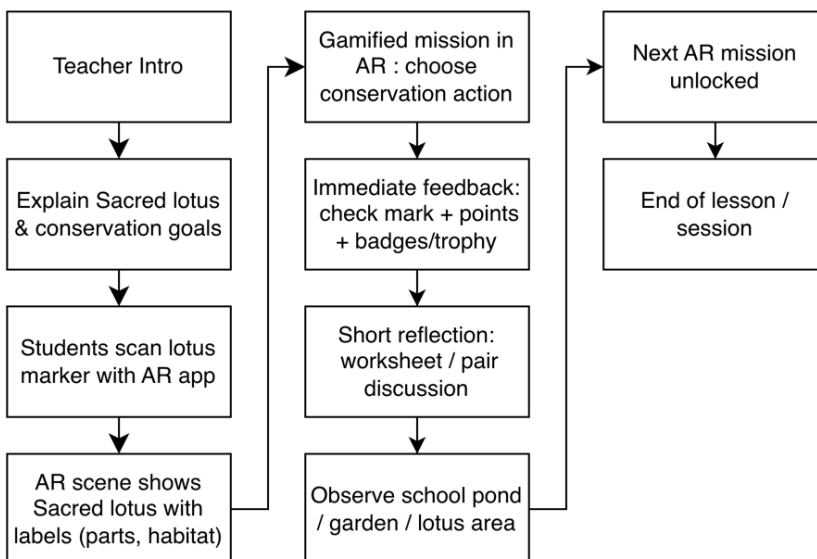 Teacher Intro
Explain Sacred lotus
& conservation goals
Students scan lotus
marker with AR app
AR scene shows
Sacred lotus with
labels (parts, habitat)
Gamified mission in
AR : choose
conservation action
Immediate feedback:
check mark + points
+ badges/trophy
Short reflection:
worksheet / pair
discussion
Observe school pond
/ garden / lotus area
Next AR mission
unlocked
End of lesson /
session